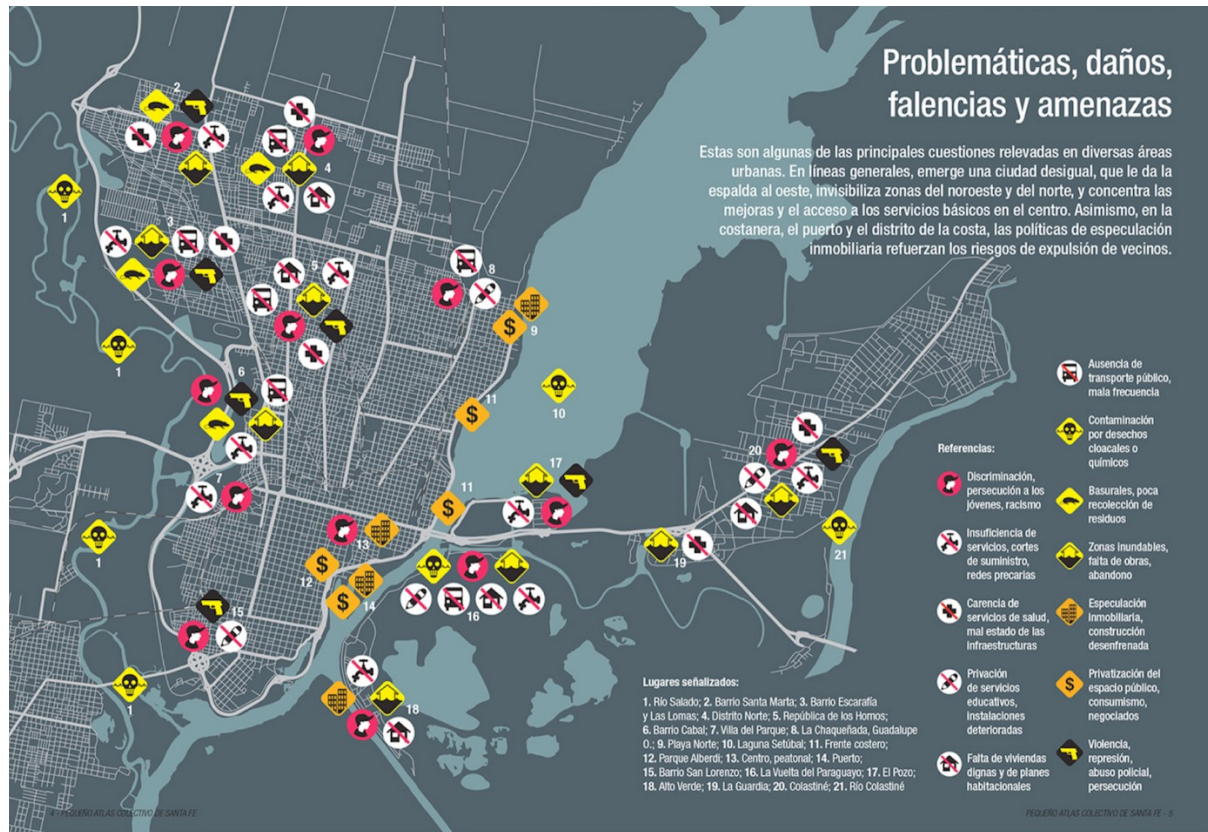 Problemáticas, daños,
falencias y amenazas
Estas son algunas de las principales cuestiones relevadas en diversas áreas
urbanas. En líneas generales, emerge una ciudad desigual, que le da la
espalda al oeste, invisibiliza zonas del noroeste y del norte, y concentra las
mejoras y el acceso a los servicios básicos en el centro. Asimismo, en la
costanera, el puerto y el distrito de la costa, las políticas de especulación
inmobiliaria refuerzan los riesgos de expulsión de vecinos.
2
4
1
3
5
8
$
9
1
6
11
$
10
7
20
17
11
$
13
12
$
21
19
1
14
$
16
15
1
18
Referencias:
Discriminación,
persecución a los
jóvenes, racismo
Insuficiencia de
servicios, cortes
de suministro,
redes precarias
Carencia de
servicios de salud,
mal estado de las
infraestructuras
Privación
de servicios
educativos,
instalaciones
deterioradas
Falta de viviendas
dignas y de planes
habitacionales
Ausencia de
transporte público,
mala frecuencia
Contaminación
por desechos
cloacales o
químicos
Basurales, poca
recolección de
residuos
Zonas inundables,
falta de obras,
abandono
Especulación
inmobiliaria,
construcción
desenfrenada
$
Privatización del
espacio público,
consumismo,
negociados
Violencia,
represión,
abuso policial,
persecución
Lugares señalizados:
1. Río Salado; 2. Barrio Santa Marta; 3. Barrio Escarafía
y Las Lomas; 4. Distrito Norte; 5. República de los Hornos;
6. Barrio Cabal; 7. Villa del Parque; 8. La Chaqueñada, Guadalupe
O.; 9. Playa Norte; 10. Laguna Setúbal; 11. Frente costero;
12. Parque Alberdi; 13. Centro, peatonal; 14. Puerto;
15. Barrio San Lorenzo; 16. La Vuelta del Paraguayo; 17. El Pozo;
18. Alto Verde; 19. La Guardia; 20. Colastiné; 21. Río Colastiné
4 - PEQUEÑO ATLAS COLECTIVO DE SANTA FE
PEQUEÑO ATLAS COLECTIVO DE SANTA FE - 5